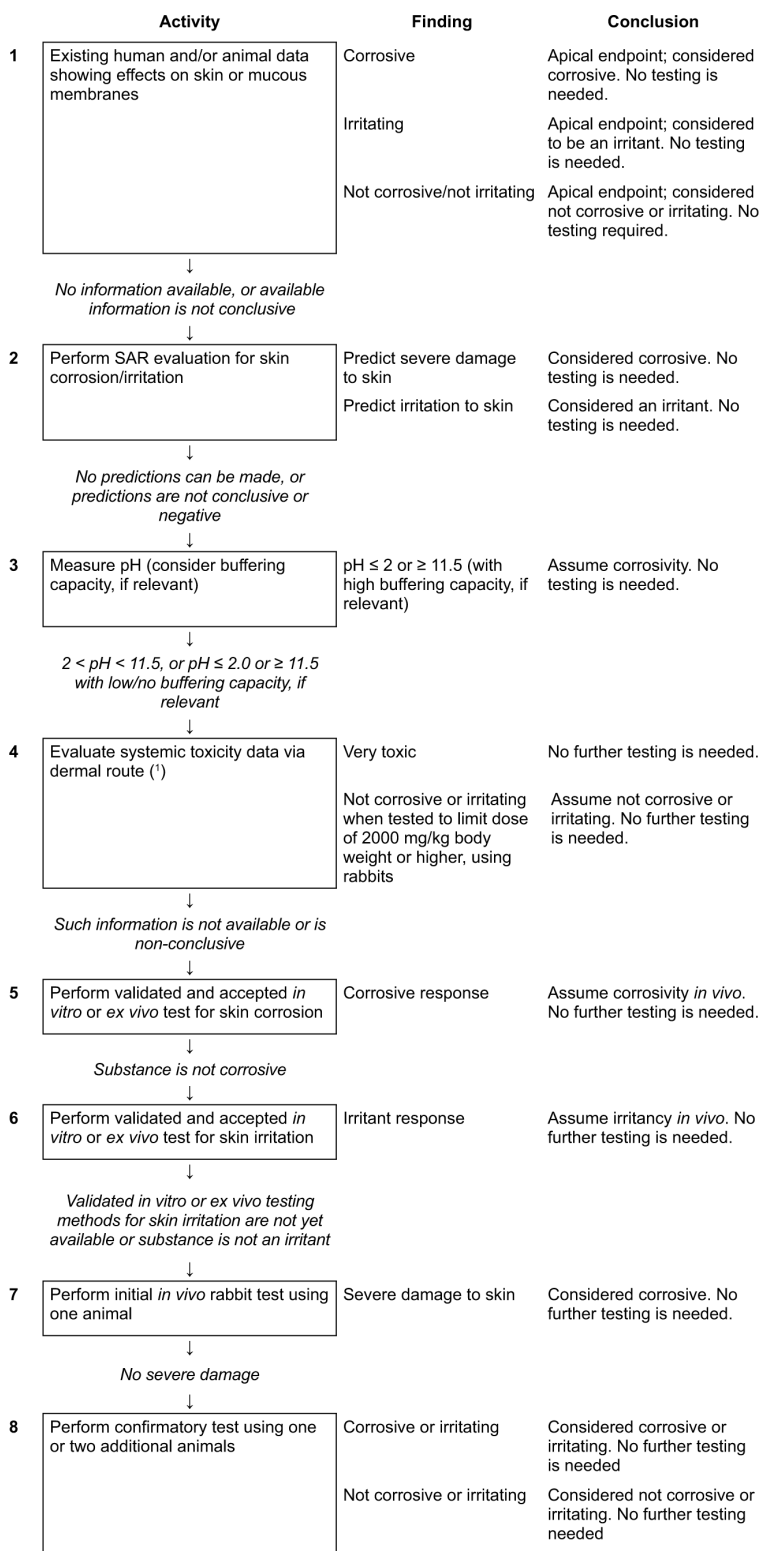 Activity Finding Conclusion
1 Existing human and/or animal data Corrosive Apical endpoint; considered
showing effects on skin or mucous corrosive. No testing is
membranes needed.
Irritating Apical endpoint; considered
to be an irritant. No testing
is needed.
Not corrosive/not irritating Apical endpoint; considered
not corrosive or irritating. No
testing required.
↓
No information available, or available
information is not conclusive
↓
2 Perform SAR evaluation for skin Predict severe damage Considered corrosive. No
corrosion/irritation to skin testing is needed.
Predict irritation to skin Considered an irritant. No
testing is needed.
↓
No predictions can be made, or
predictions are not conclusive or
negative
↓
3 Measure pH (consider buffering pH ≤ 2 or ≥ 11.5 (with Assume corrosivity. No
capacity, if relevant) high buffering capacity, if testing is needed.
relevant)
↓
2 < pH < 11.5, or pH ≤ 2.0 or ≥ 11.5
with low/no buffering capacity, if
relevant
↓
4 Evaluate systemic toxicity data via Very toxic No further testing is needed.
dermal route (¹)
Not corrosive or irritating Assume not corrosive or
when tested to limit dose irritating. No further testing
of 2000 mg/kg body is needed.
weight or higher, using
rabbits
↓
Such information is not available or is
non-conclusive
↓
5 Perform validated and accepted in Corrosive response Assume corrosivity in vivo.
vitro or ex vivo test for skin corrosion No further testing is needed.
↓
Substance is not corrosive
↓
6 Perform validated and accepted in Irritant response Assume irritancy in vivo. No
vitro or ex vivo test for skin irritation further testing is needed.
↓
Validated in vitro or ex vivo testing
methods for skin irritation are not yet
available or substance is not an irritant
↓
7 Perform initial in vivo rabbit test using Severe damage to skin Considered corrosive. No
one animal further testing is needed.
↓
No severe damage
↓
8 Perform confirmatory test using one Corrosive or irritating Considered corrosive or
or two additional animals irritating. No further testing
is needed
Not corrosive or irritating Considered not corrosive or
irritating. No further testing
needed